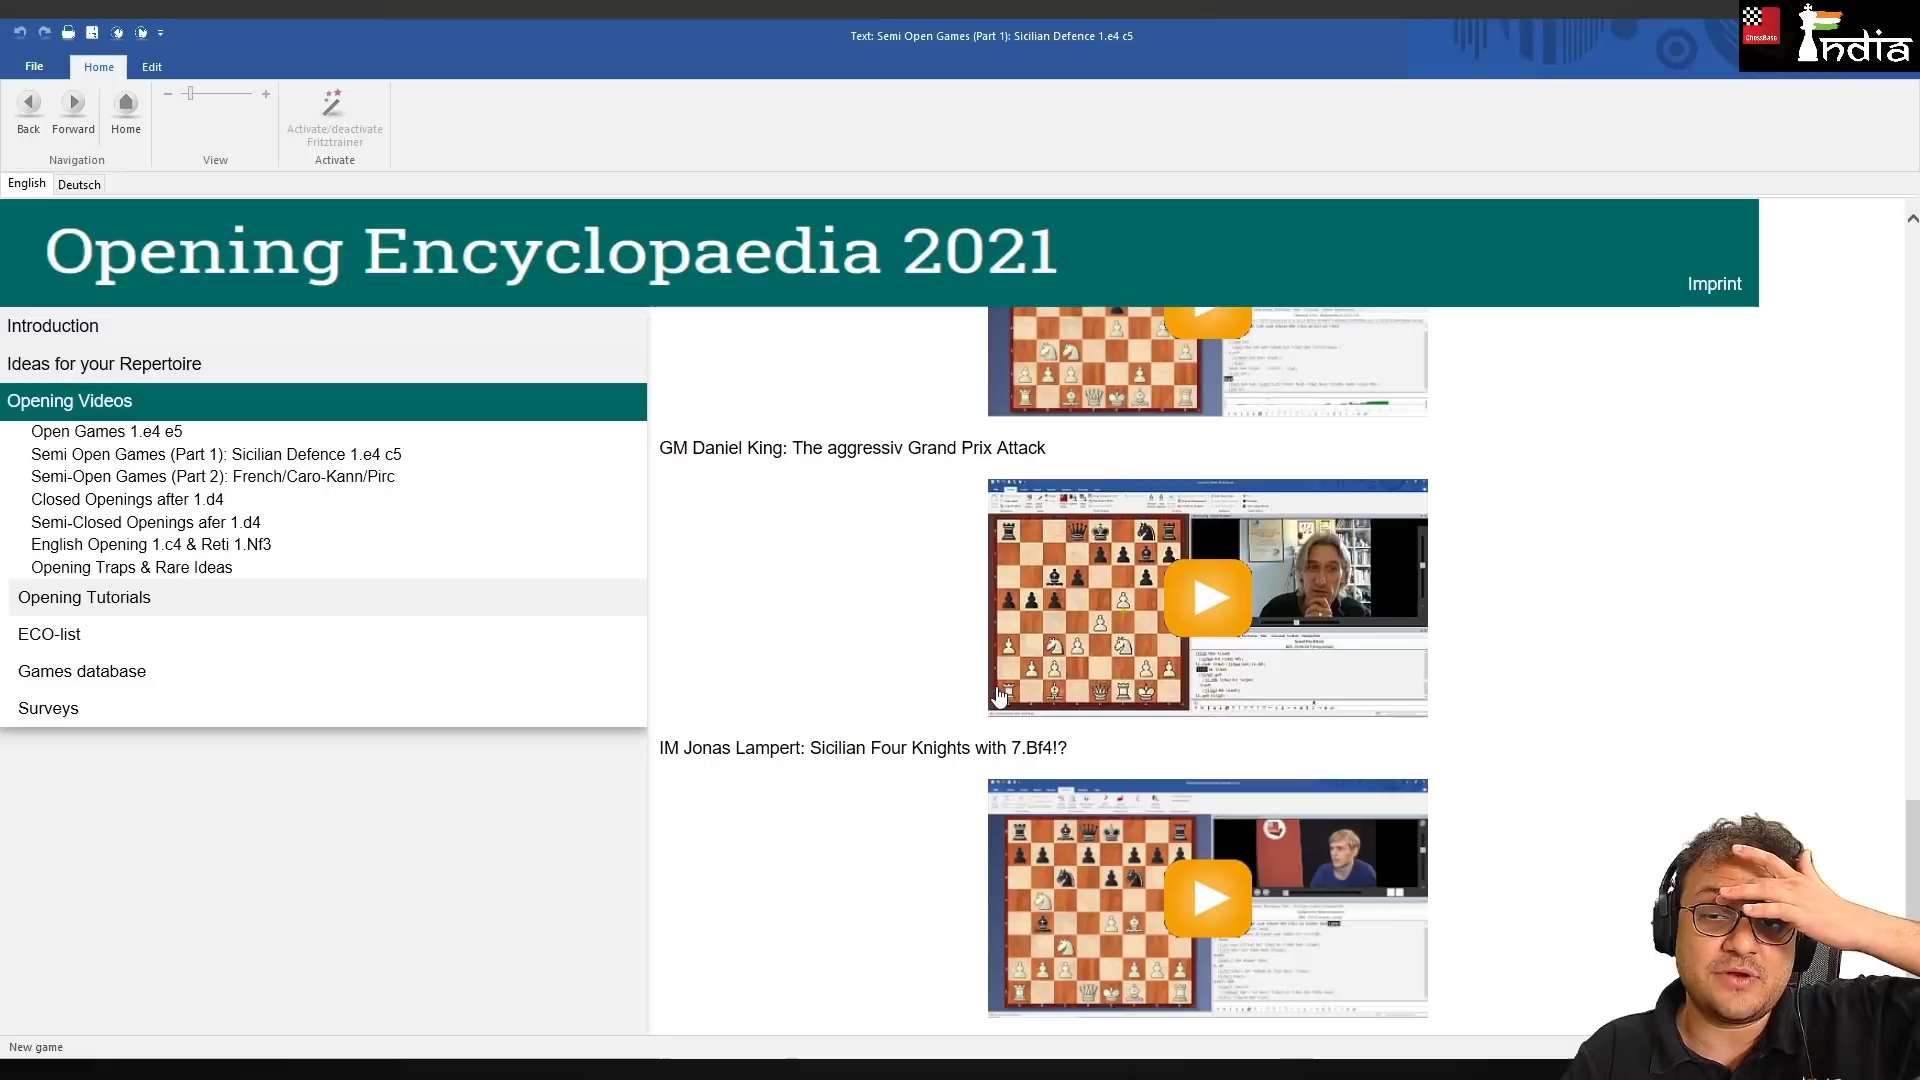 Text: Semi Open Games (Part 1): Sicilian Defence 1.e4 c5
ChessBase
India
File
Home
Edit
Back
Forward
Home
Activate/deactivate
Fritztrainer
Navigation
View
Activate
English
Deutsch
Opening Encyclopaedia 2021
Imprint
Introduction
Ideas for your Repertoire
Opening Videos
Open Games 1.e4 e5
Semi Open Games (Part 1): Sicilian Defence 1.e4 c5
Semi-Open Games (Part 2): French/Caro-Kann/Pirc
Closed Openings after 1.d4
Semi-Closed Openings afer 1.d4
English Opening 1.c4 & Reti 1.Nf3
Opening Traps & Rare Ideas
Opening Tutorials
ECO-list
Games database
Surveys
GM Daniel King: The aggressiv Grand Prix Attack
IM Jonas Lampert: Sicilian Four Knights with 7.Bf4!?
New game